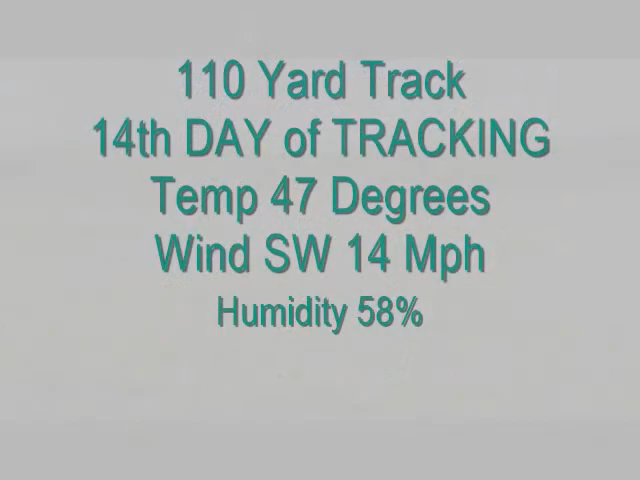 110 Yard Track
14th DAY of TRACKING
Temp 47 Degrees
Wind SW 14 Mph
Humidity 58%